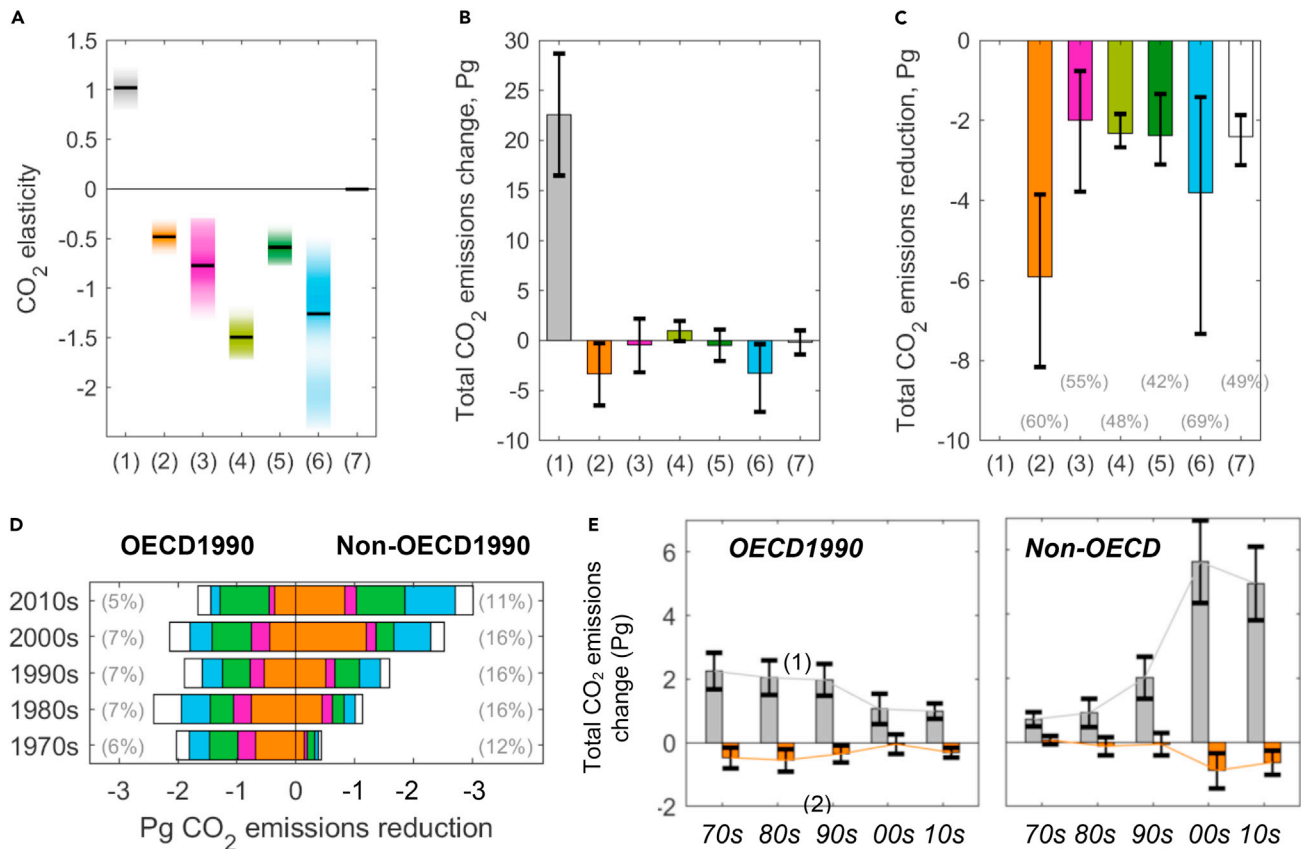 A
CO2 elasticity
1.5
1
0.5
0
-0.5
-1
-1.5
-2
(1) (2) (3) (4) (5) (6) (7)
B
Total CO2 emissions change, Pg
30
25
20
15
10
5
0
-5
-10
(1) (2) (3) (4) (5) (6) (7)
C
Total CO2 emissions reduction, Pg
0
-2
-4
-6
-8
-10
(55%) (42%) (49%)
(60%) (48%) (69%)
(1) (2) (3) (4) (5) (6) (7)
D
OECD1990 Non-OECD1990
2010s (5%) (11%)
2000s (7%) (16%)
1990s (7%) (16%)
1980s (7%) (16%)
1970s (6%) (12%)
-3 -2 -1 0 -1 -2 -3
Pg CO2 emissions reduction
E
Total CO2 emissions
change (Pg)
OECD1990
6
4
2
0
-2
(1)
(2)
70s 80s 90s 00s 10s
Non-OECD
70s 80s 90s 00s 10s